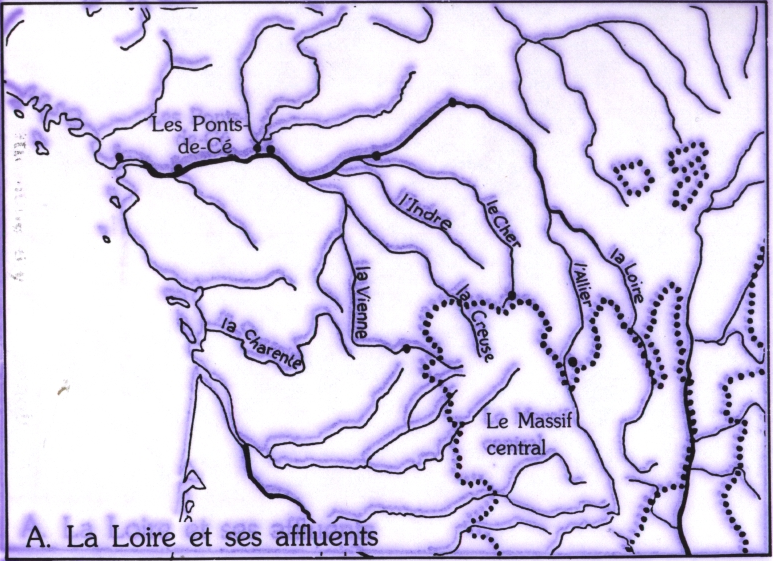 Les Ponts-
de-Cé
l'Indre
le Cher
la Loire
l'Allier
la Vienne
la Creuse
la Charente
Le Massif
central
A. La Loire et ses affluents